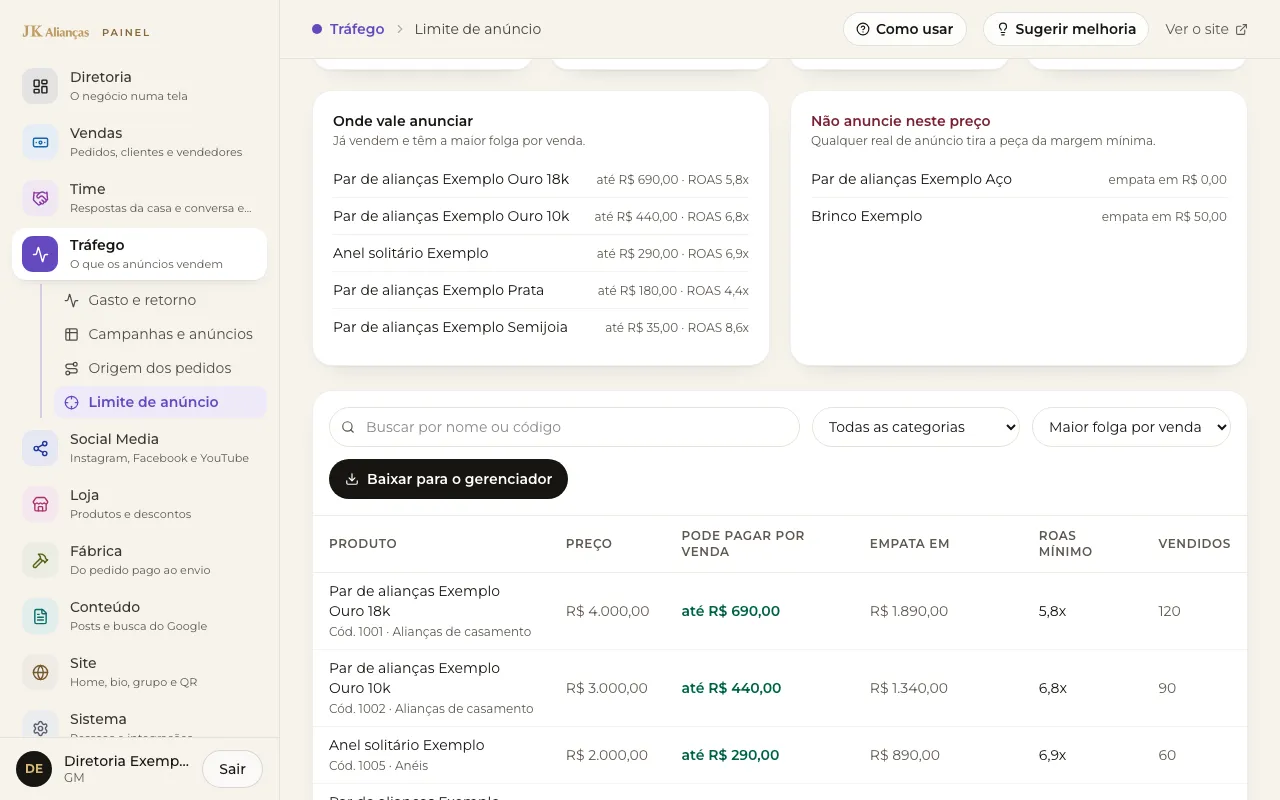 JK Alianças PAINEL
Diretoria
O negócio numa tela
Vendas
Pedidos, clientes e vendedores
Time
Respostas da casa e conversa e...
Tráfego
O que os anúncios vendem
Gasto e retorno
Campanhas e anúncios
Origem dos pedidos
Limite de anúncio
Social Media
Instagram, Facebook e YouTube
Loja
Produtos e descontos
Fábrica
Do pedido pago ao envio
Conteúdo
Posts e busca do Google
Site
Home, bio, grupo e QR
Sistema
DE
Diretoria Exemp...
GM
Sair
Tráfego
Limite de anúncio
Como usar
Sugerir melhoria
Ver o site
Onde vale anunciar
Já vendem e têm a maior folga por venda.
Par de alianças Exemplo Ouro 18k até R$ 690,00 · ROAS 5,8x
Par de alianças Exemplo Ouro 10k até R$ 440,00 · ROAS 6,8x
Anel solitário Exemplo até R$ 290,00 · ROAS 6,9x
Par de alianças Exemplo Prata até R$ 180,00 · ROAS 4,4x
Par de alianças Exemplo Semijoia até R$ 35,00 · ROAS 8,6x
Não anuncie neste preço
Qualquer real de anúncio tira a peça da margem mínima.
Par de alianças Exemplo Aço empata em R$ 0,00
Brinco Exemplo empata em R$ 50,00
Buscar por nome ou código
Todas as categorias
Maior folga por venda
Baixar para o gerenciador
PRODUTO PREÇO PODE PAGAR POR VENDA EMPATA EM ROAS MÍNIMO VENDIDOS
Par de alianças Exemplo
Ouro 18k
Cód. 1001 · Alianças de casamento
R$ 4.000,00 até R$ 690,00 R$ 1.890,00 5,8x 120
Par de alianças Exemplo
Ouro 10k
Cód. 1002 · Alianças de casamento
R$ 3.000,00 até R$ 440,00 R$ 1.340,00 6,8x 90
Anel solitário Exemplo
Cód. 1005 · Anéis
R$ 2.000,00 até R$ 290,00 R$ 890,00 6,9x 60